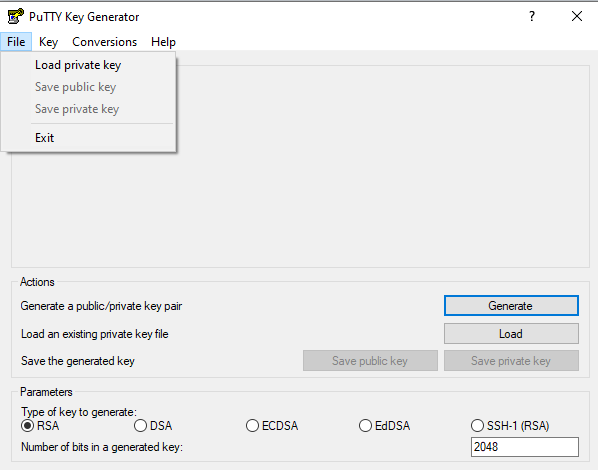 PuTTY Key Generator
File Key Conversions Help
Load private key
Save public key
Save private key
Exit
Actions
Generate a public/private key pair Generate
Load an existing private key file Load
Save the generated key Save public key Save private key
Parameters
Type of key to generate:
RSA DSA ECDSA EdDSA SSH-1 (RSA)
Number of bits in a generated key: 2048